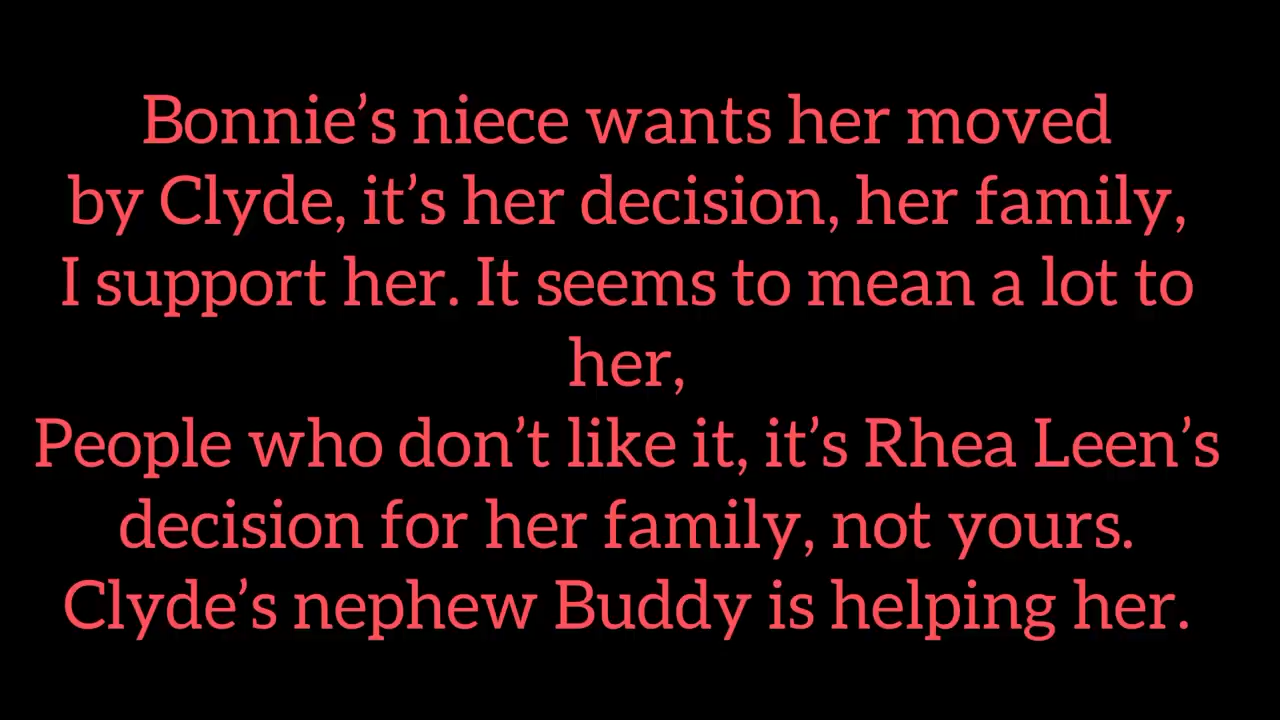 Bonnie’s niece wants her moved
by Clyde, it’s her decision, her family,
I support her. It seems to mean a lot to
her,
People who don’t like it, it’s Rhea Leen’s
decision for her family, not yours.
Clyde’s nephew Buddy is helping her.